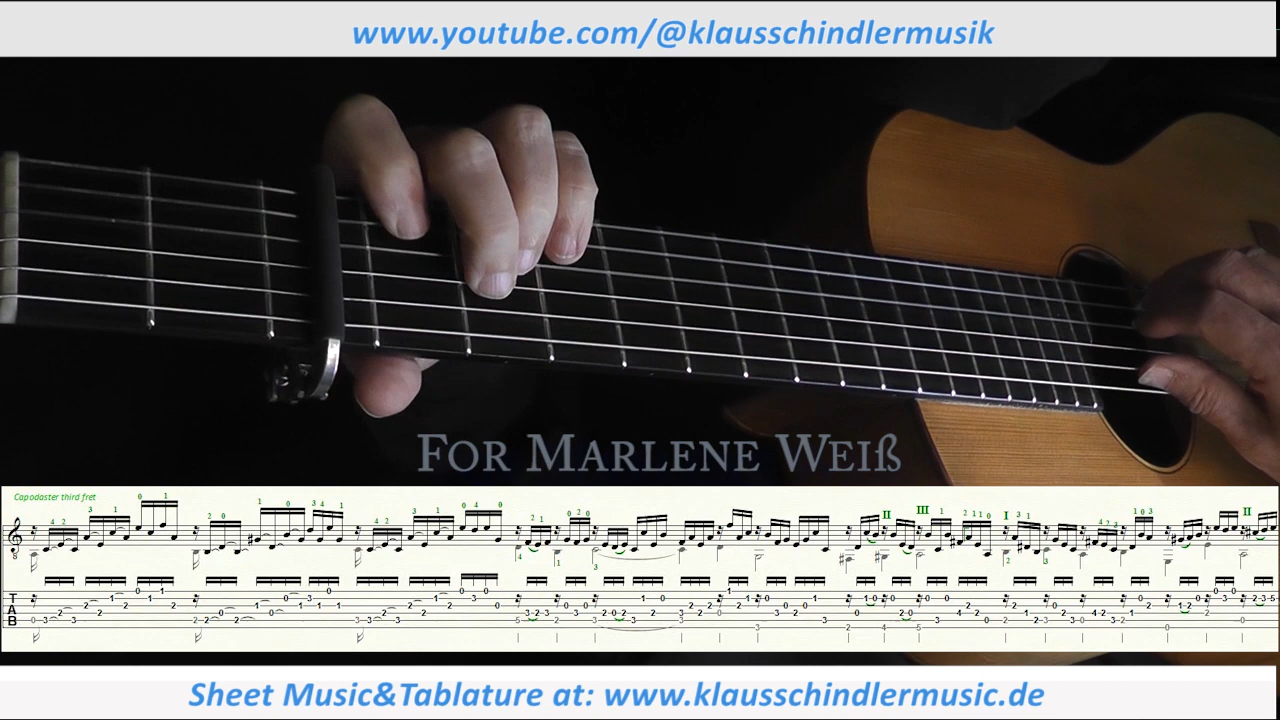 www.youtube.com/@klausschindlermusik
FOR MARLENE WEIß
Capodaster third fret
Sheet Music&Tablature at: www.klausschindlermusic.de